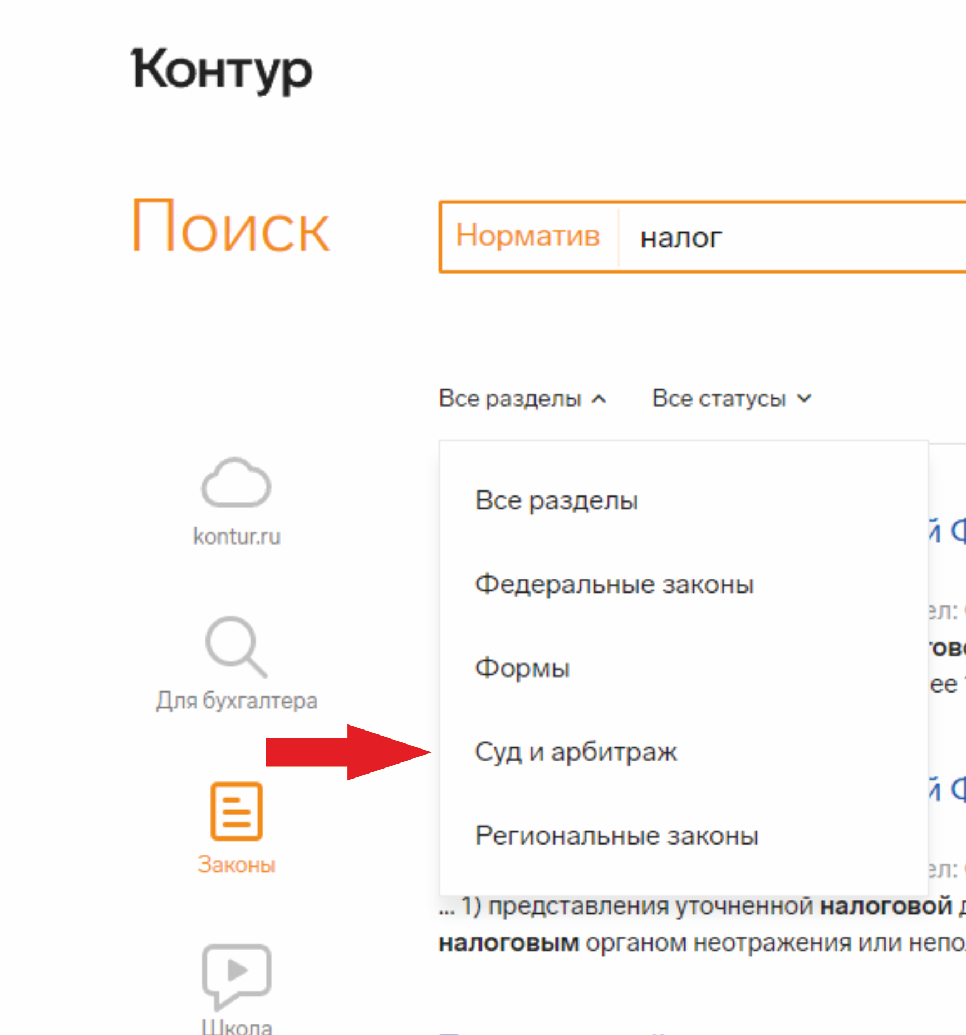 Контур
Поиск
Норматив налог
Все разделы Все статусы
Все разделы
Федеральные законы
Формы
Суд и арбитраж
Региональные законы
kontur.ru
Для бухгалтера
Законы
Школа
... 1) представления уточненной налоговой
налоговым органом неотражения или